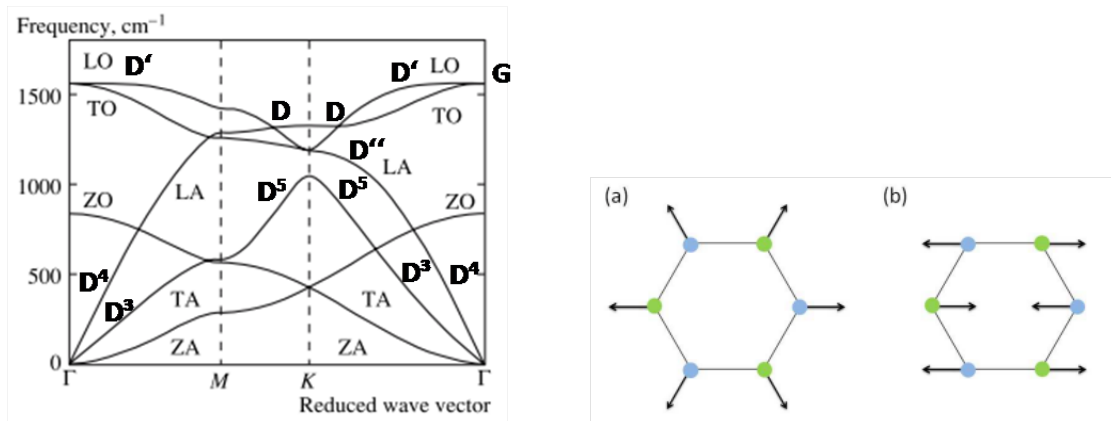 Frequency, cm⁻¹
LO D‘ D‘ LO G
1500
TO D D TO
D‘‘
LA
1000
LA D⁵ D⁵
ZO ZO
500
D⁴ D³ D⁴
D³ TA TA
ZA ZA
0
Γ M K Γ
Reduced wave vector
(a) (b)